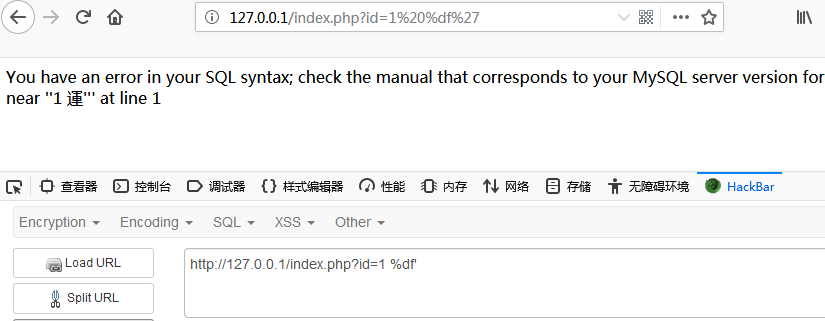 127.0.0.1/index.php?id=1%20%df%27
You have an error in your SQL syntax; check the manual that corresponds to your MySQL server version for
near ''1 運''' at line 1
查看器 控制台 调试器 样式编辑器 性能 内存 网络 存储 无障碍环境 HackBar
Encryption Encoding SQL XSS Other
Load URL
http://127.0.0.1/index.php?id=1 %df'
Split URL